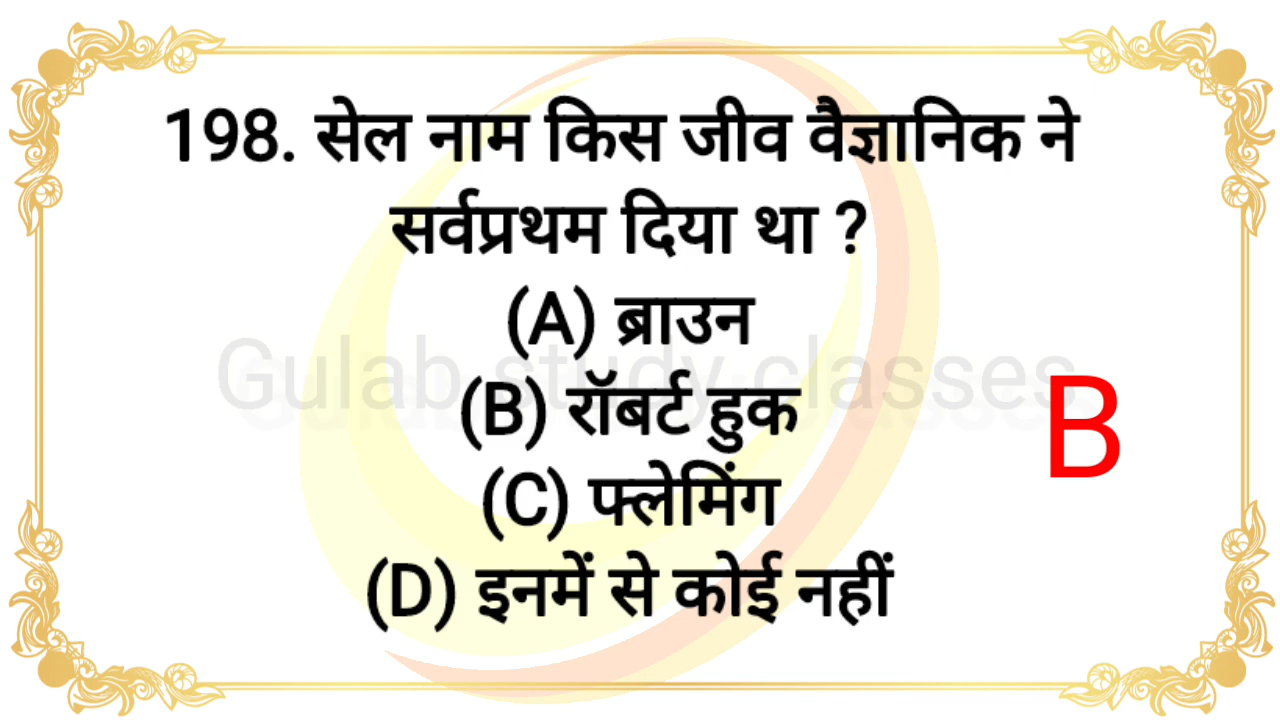 198. सेल नाम किस जीव वैज्ञानिक ने
सर्वप्रथम दिया था ?
(A) ब्राउन
(B) रॉबर्ट हुक
(C) फ्लेमिंग
(D) इनमें से कोई नहीं
B
Gulab study classes